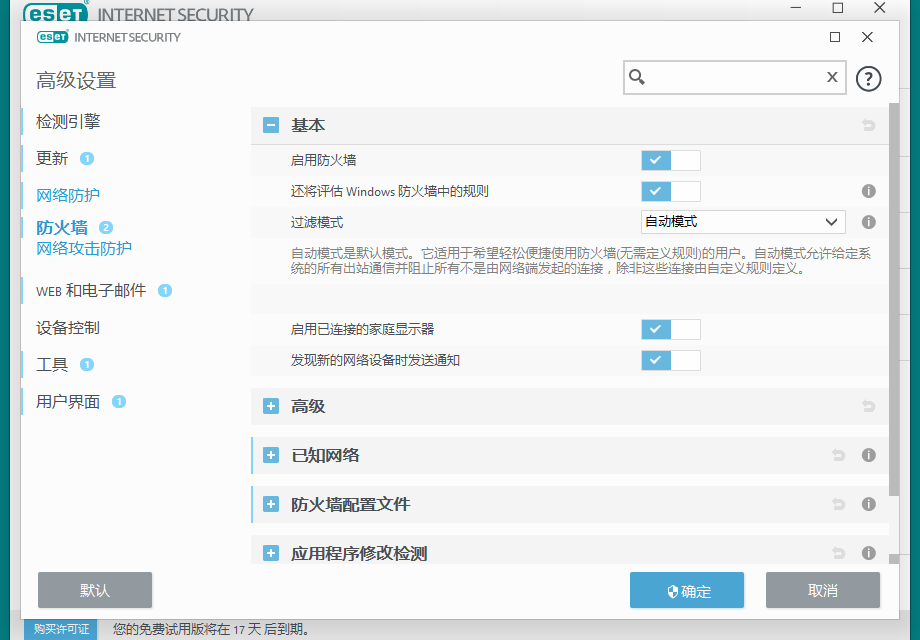 eseT INTERNET SECURITY
eseT INTERNET SECURITY
高级设置
x
?
检测引擎
更新 1
网络防护
防火墙 2
网络攻击防护
WEB 和电子邮件 1
设备控制
工具 1
用户界面 1
基本
启用防火墙
还将评估 Windows 防火墙中的规则
过滤模式
自动模式
自动模式是默认模式。它适用于希望轻松便捷使用防火墙(无需定义规则)的用户。自动模式允许给定系
统的所有出站通信并阻止所有不是由网络端发起的连接，除非这些连接由自定义规则定义。
启用已连接的家庭显示器
发现新的网络设备时发送通知
高级
已知网络
防火墙配置文件
应用程序修改检测
默认
确定
取消
购买许可证
您的免费试用版将在 17 天 后到期。